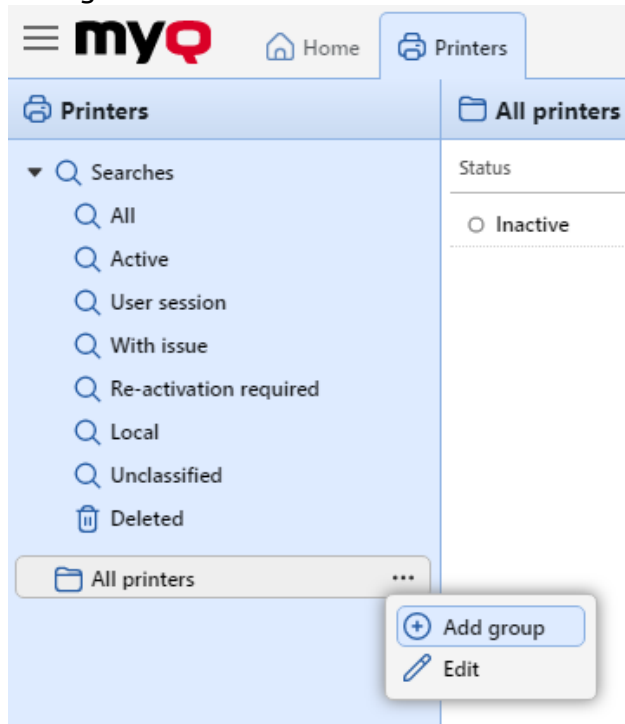 myQ
Home
Printers
Printers
All printers
Searches
Status
All
Inactive
Active
User session
With issue
Re-activation required
Local
Unclassified
Deleted
All printers
Add group
Edit